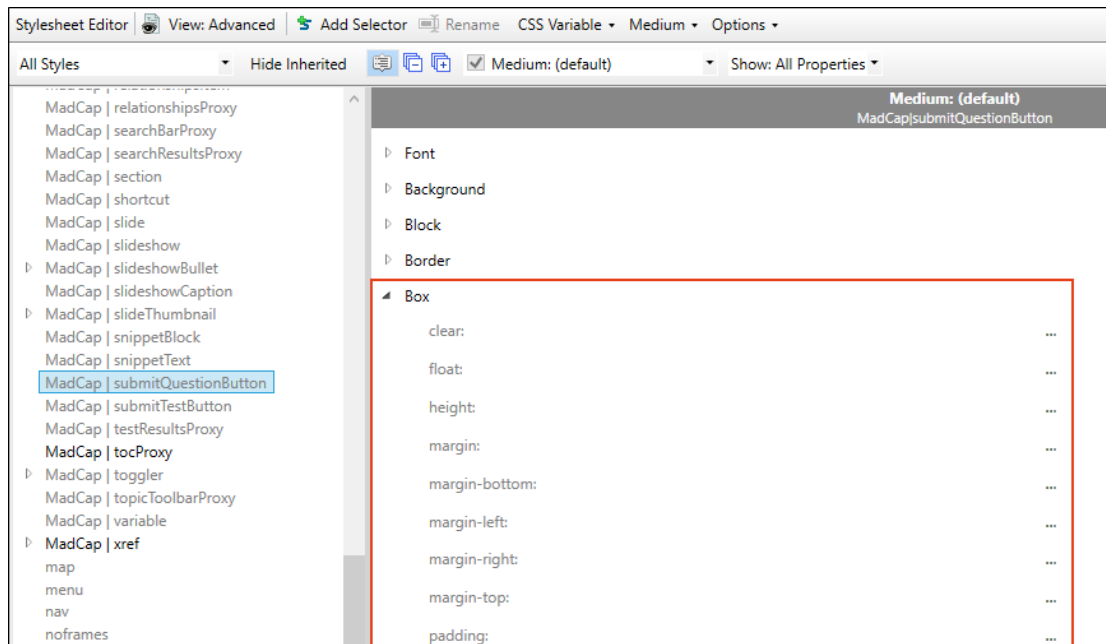 Stylesheet Editor View: Advanced Add Selector Rename CSS Variable Medium Options
All Styles Hide Inherited Medium: (default) Show: All Properties
MadCap | relationshipsProxy
MadCap | searchBarProxy
MadCap | searchResultsProxy
MadCap | section
MadCap | shortcut
MadCap | slide
MadCap | slideshow
MadCap | slideshowBullet
MadCap | slideshowCaption
MadCap | slideThumbnail
MadCap | snippetBlock
MadCap | snippetText
MadCap | submitQuestionButton
MadCap | submitTestButton
MadCap | testResultsProxy
MadCap | tocProxy
MadCap | toggler
MadCap | topicToolbarProxy
MadCap | variable
MadCap | xref
map
menu
nav
noframes
Medium: (default)
MadCap|submitQuestionButton
Font
Background
Block
Border
Box
clear: ...
float: ...
height: ...
margin: ...
margin-bottom: ...
margin-left: ...
margin-right: ...
margin-top: ...
padding: ...